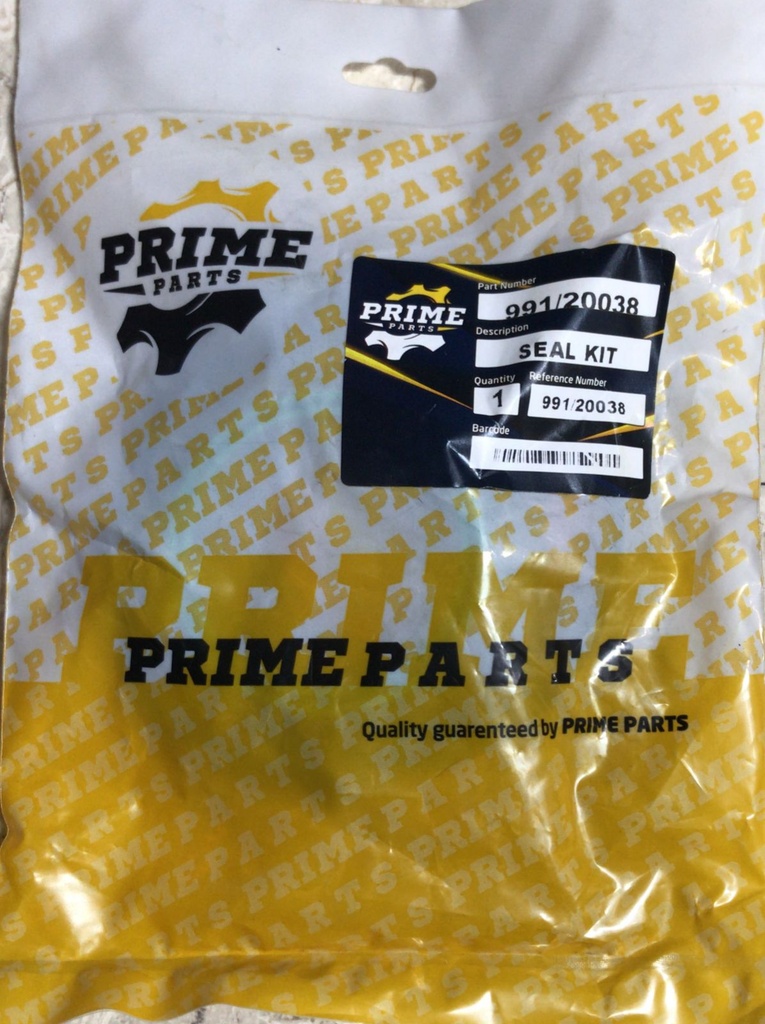 PRIME
PARTS
PRIME
PARTS
Part Number
991/20038
Description
SEAL KIT
Quantity
Reference Number
1
991/20038
Barcode
PRIME
PRIME PARTS
Quality guarenteed by PRIME PARTS